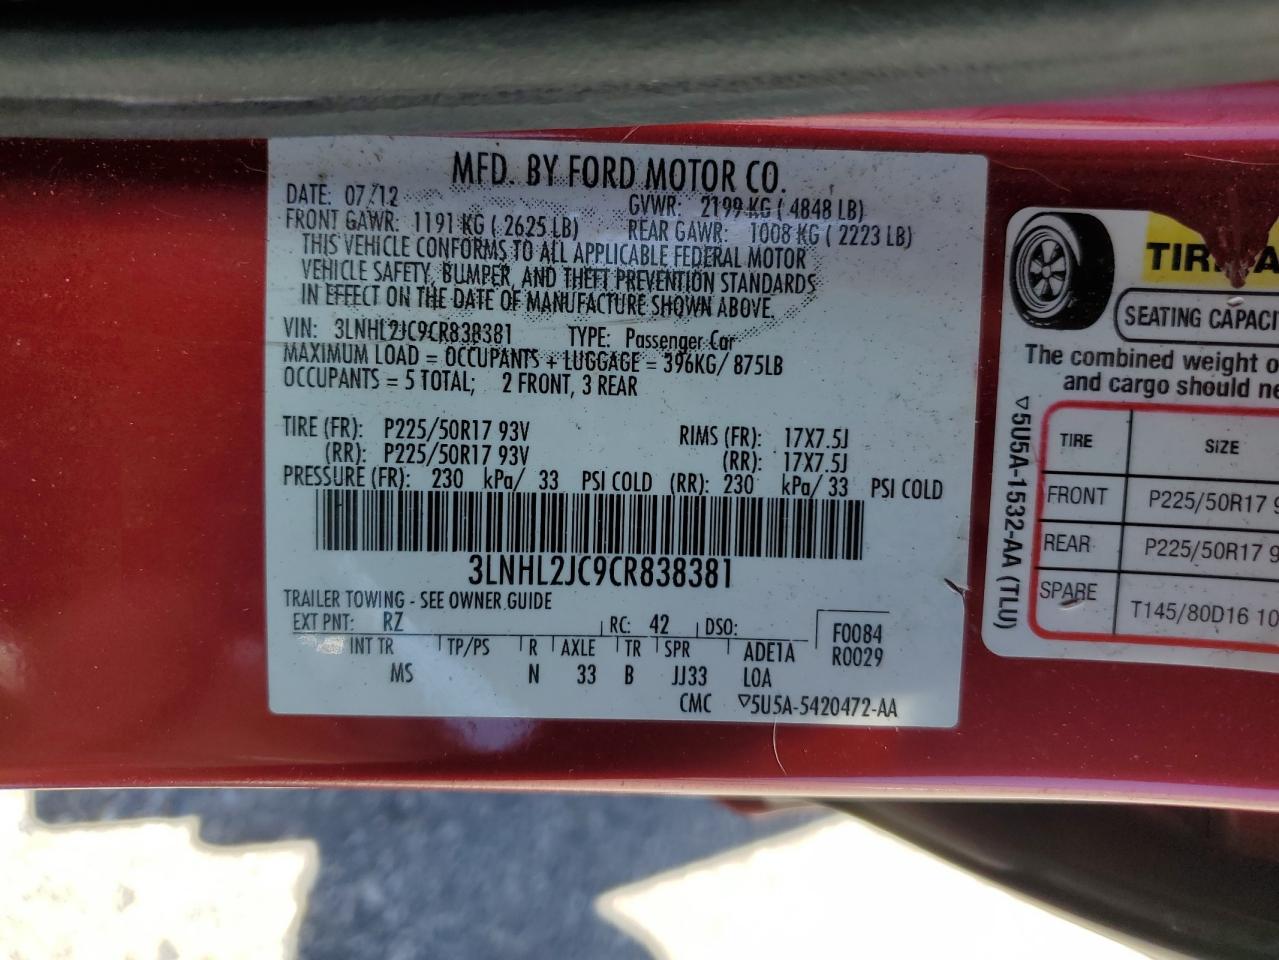 MFD. BY FORD MOTOR CO.
DATE: 07/12 GVWR: 2199 KG ( 4848 LB)
FRONT GAWR: 1191 KG ( 2625 LB) REAR GAWR: 1008 KG ( 2223 LB)
THIS VEHICLE CONFORMS TO ALL APPLICABLE FEDERAL MOTOR
VEHICLE SAFETY, BUMPER, AND THEFT PREVENTION STANDARDS
IN EFFECT ON THE DATE OF MANUFACTURE SHOWN ABOVE.
VIN: 3LNHL2JC9CR838381 TYPE: Passenger Car
MAXIMUM LOAD = OCCUPANTS + LUGGAGE = 396KG/ 875LB
OCCUPANTS = 5 TOTAL; 2 FRONT, 3 REAR
TIRE (FR): P225/50R17 93V RIMS (FR): 17X7.5J
(RR): P225/50R17 93V (RR): 17X7.5J
PRESSURE (FR): 230 kPa/ 33 PSI COLD (RR): 230 kPa/ 33 PSI COLD
3LNHL2JC9CR838381
TRAILER TOWING - SEE OWNER GUIDE
EXT PNT: RZ RC: 42 DSO: F0084
R0029
INT TR TP/PS R AXLE TR SPR ADE1A
MS N 33 B JJ33 LOA
CMC ▽5U5A-5420472-AA
TIR
SEATING CAPACI
The combined weight o
and cargo should ne
TIRE SIZE
FRONT P225/50R17 9
REAR P225/50R17 9
SPARE T145/80D16 10
▽5U5A-1532-AA (TLU)